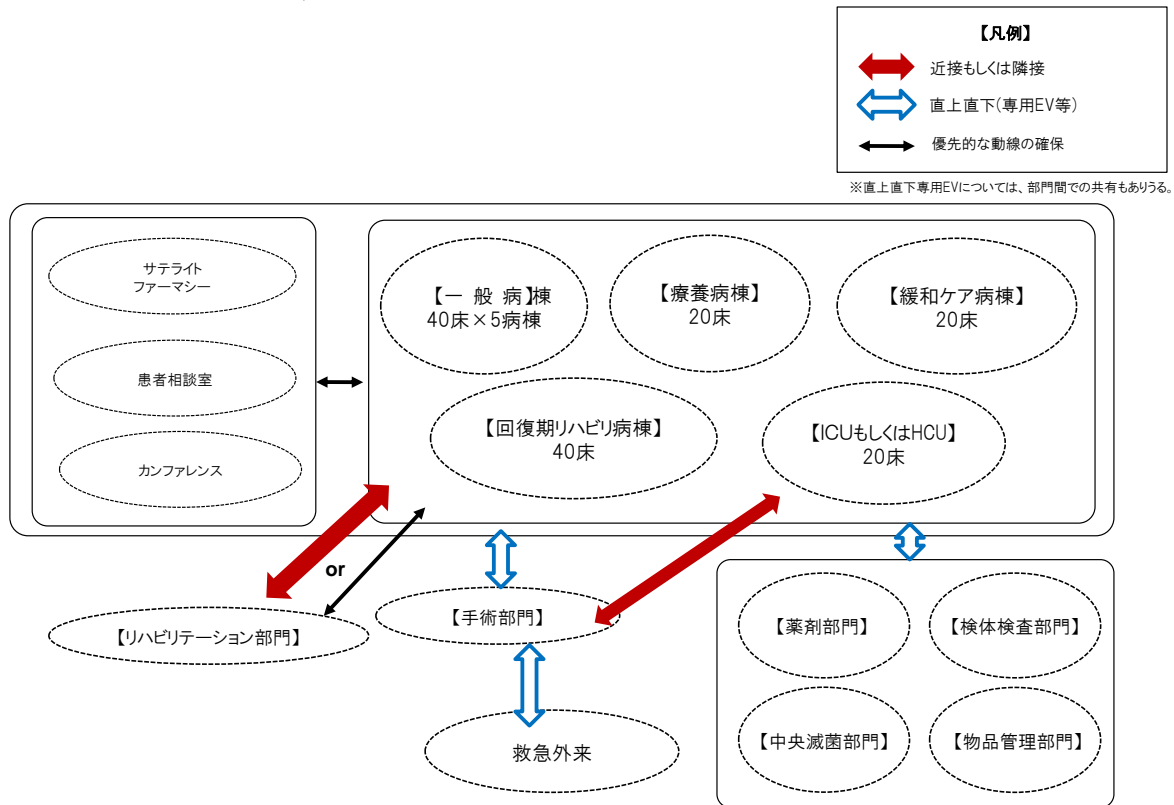 【凡例】
近接もしくは隣接
直上直下(専用EV等)
優先的な動線の確保
※直上直下専用EVについては、部門間での共有もありうる。
サテライト
ファーマシー
患者相談室
カンファレンス
【一 般 病】棟
40床×5病棟
【療養病棟】
20床
【緩和ケア病棟】
20床
【回復期リハビリ病棟】
40床
【ICUもしくはHCU】
20床
or
【リハビリテーション部門】
【手術部門】
救急外来
【薬剤部門】
【検体検査部門】
【中央滅菌部門】
【物品管理部門】